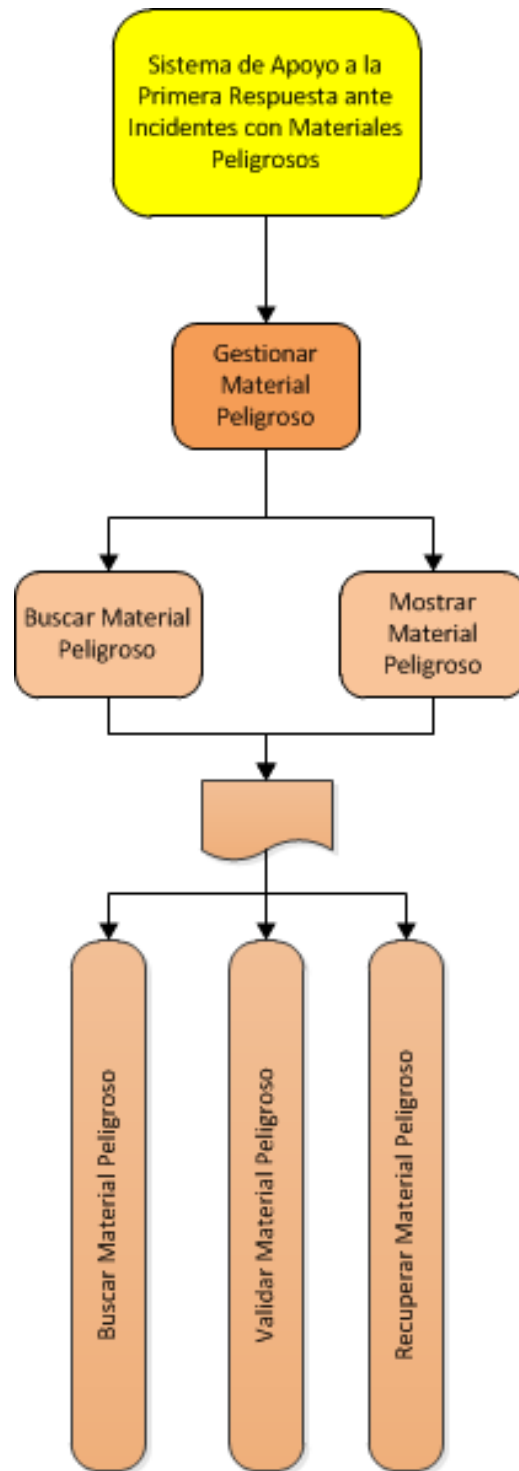 Sistema de Apoyo a la
Primera Respuesta ante
Incidentes con Materiales
Peligrosos
Gestionar
Material
Peligroso
Buscar Material
Peligroso
Mostrar
Material
Peligroso
Buscar Material Peligroso
Validar Material Peligroso
Recuperar Material Peligroso